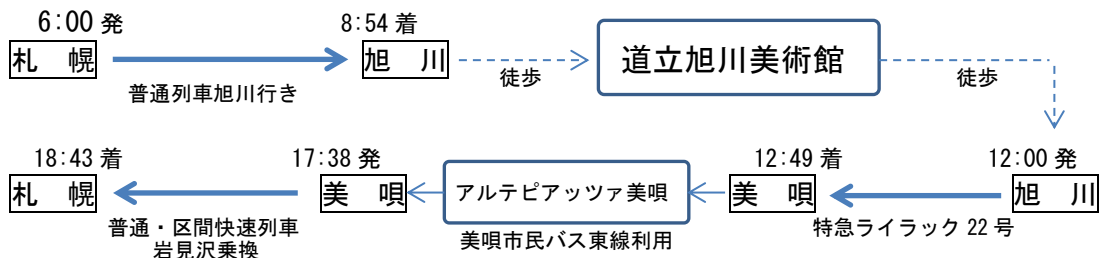 6:00 発
8:54 着
札 幌
旭 川
道立旭川美術館
徒歩
徒歩
普通列車旭川行き
18:43 着
17:38 発
12:49 着
12:00 発
札 幌
美 唄
アルテピアッツァ美唄
美 唄
旭 川
普通・区間快速列車
岩見沢乗換
美唄市民バス東線利用
特急ライラック 22 号